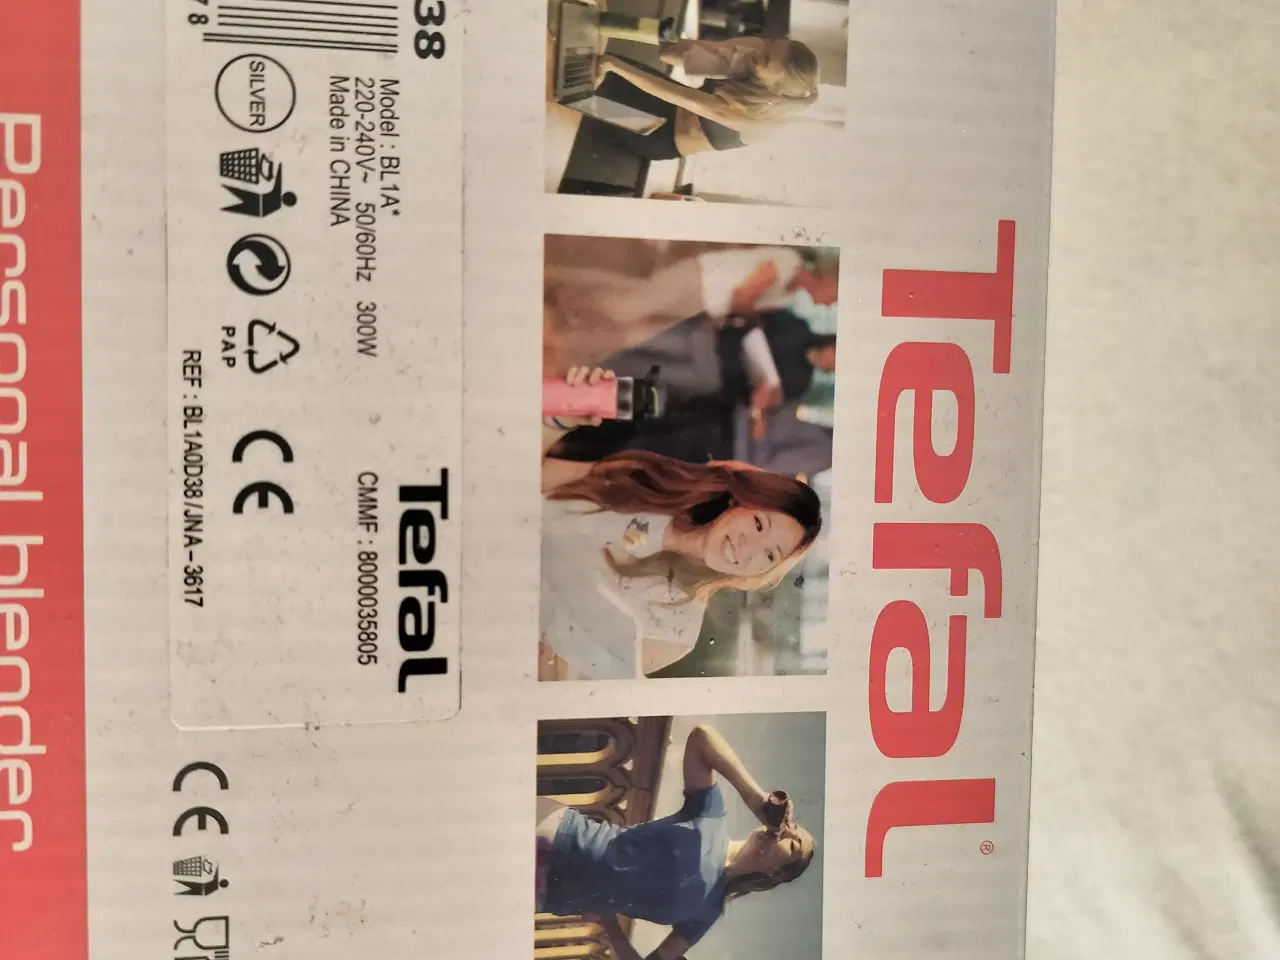 Tefal®
38
78
Model : BL1A*
220-240V~ 50/60Hz 300W
Made in CHINA
Tefal
CMMF : 8000035805
SILVER
PAP
CE
REF : BL1A0D38/JNA-3617
CE
Personal blender